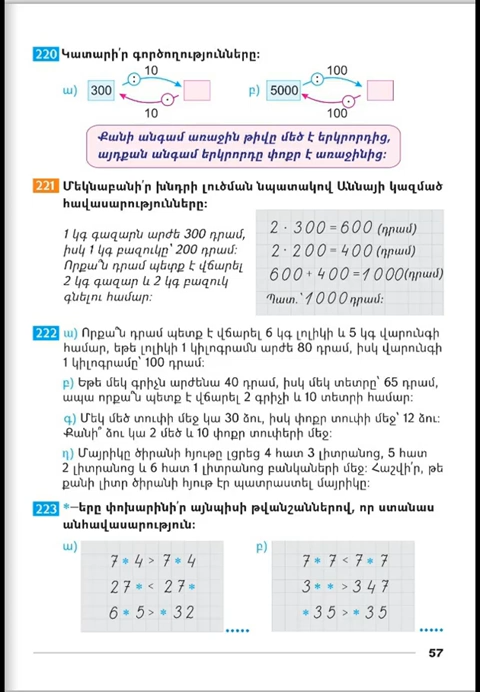 220 Կատարի՛ր գործողությունները։
10 100
ա) 300 : բ) 5000 :
· ·
10 100
Քանի անգամ առաջին թիվը մեծ է երկրորդից,
այդքան անգամ երկրորդը փոքր է առաջինից։
221 Մեկնաբանի՛ր խնդրի լուծման նպատակով Աննայի կազմած
հավասարությունները։
1 կգ գազարն արժե 300 դրամ,
իսկ 1 կգ բազուկը՝ 200 դրամ։
Որքա՞ն դրամ պետք է վճարել
2 կգ գազար և 2 կգ բազուկ
գնելու համար։
2 · 300 = 600 (դրամ)
2 · 200 = 400 (դրամ)
600 + 400 = 1000 (դրամ)
Պատ.՝ 1000 դրամ։
222 ա) Որքա՞ն դրամ պետք է վճարել 6 կգ լոլիկի և 5 կգ վարունգի
համար, եթե լոլիկի 1 կիլոգրամն արժե 80 դրամ, իսկ վարունգի
1 կիլոգրամը՝ 100 դրամ։
բ) Եթե մեկ գրիչն արժենա 40 դրամ, իսկ մեկ տետրը՝ 65 դրամ,
ապա որքա՞ն պետք է վճարել 2 գրիչի և 10 տետրի համար։
գ) Մեկ մեծ տուփի մեջ կա 30 ձու, իսկ փոքր տուփի մեջ՝ 12 ձու։
Քանի՞ ձու կա 2 մեծ և 10 փոքր տուփերի մեջ։
դ) Մայրիկը ծիրանի հյութը լցրեց 4 հատ 3 լիտրանոց, 5 հատ
2 լիտրանոց և 6 հատ 1 լիտրանոց բանկաների մեջ։ Հաշվի՛ր, թե
քանի լիտր ծիրանի հյութ էր պատրաստել մայրիկը։
223 *–երը փոխարինի՛ր այնպիսի թվանշաններով, որ ստանաս
անհավասարություն։
ա) 7 * 4 > 7 * 4
27 * < 27 *
6 * 5 > * 32
.....
բ) 7 * 7 < 7 * 7
3 * * > 347
* 35 > * 35
.....
57